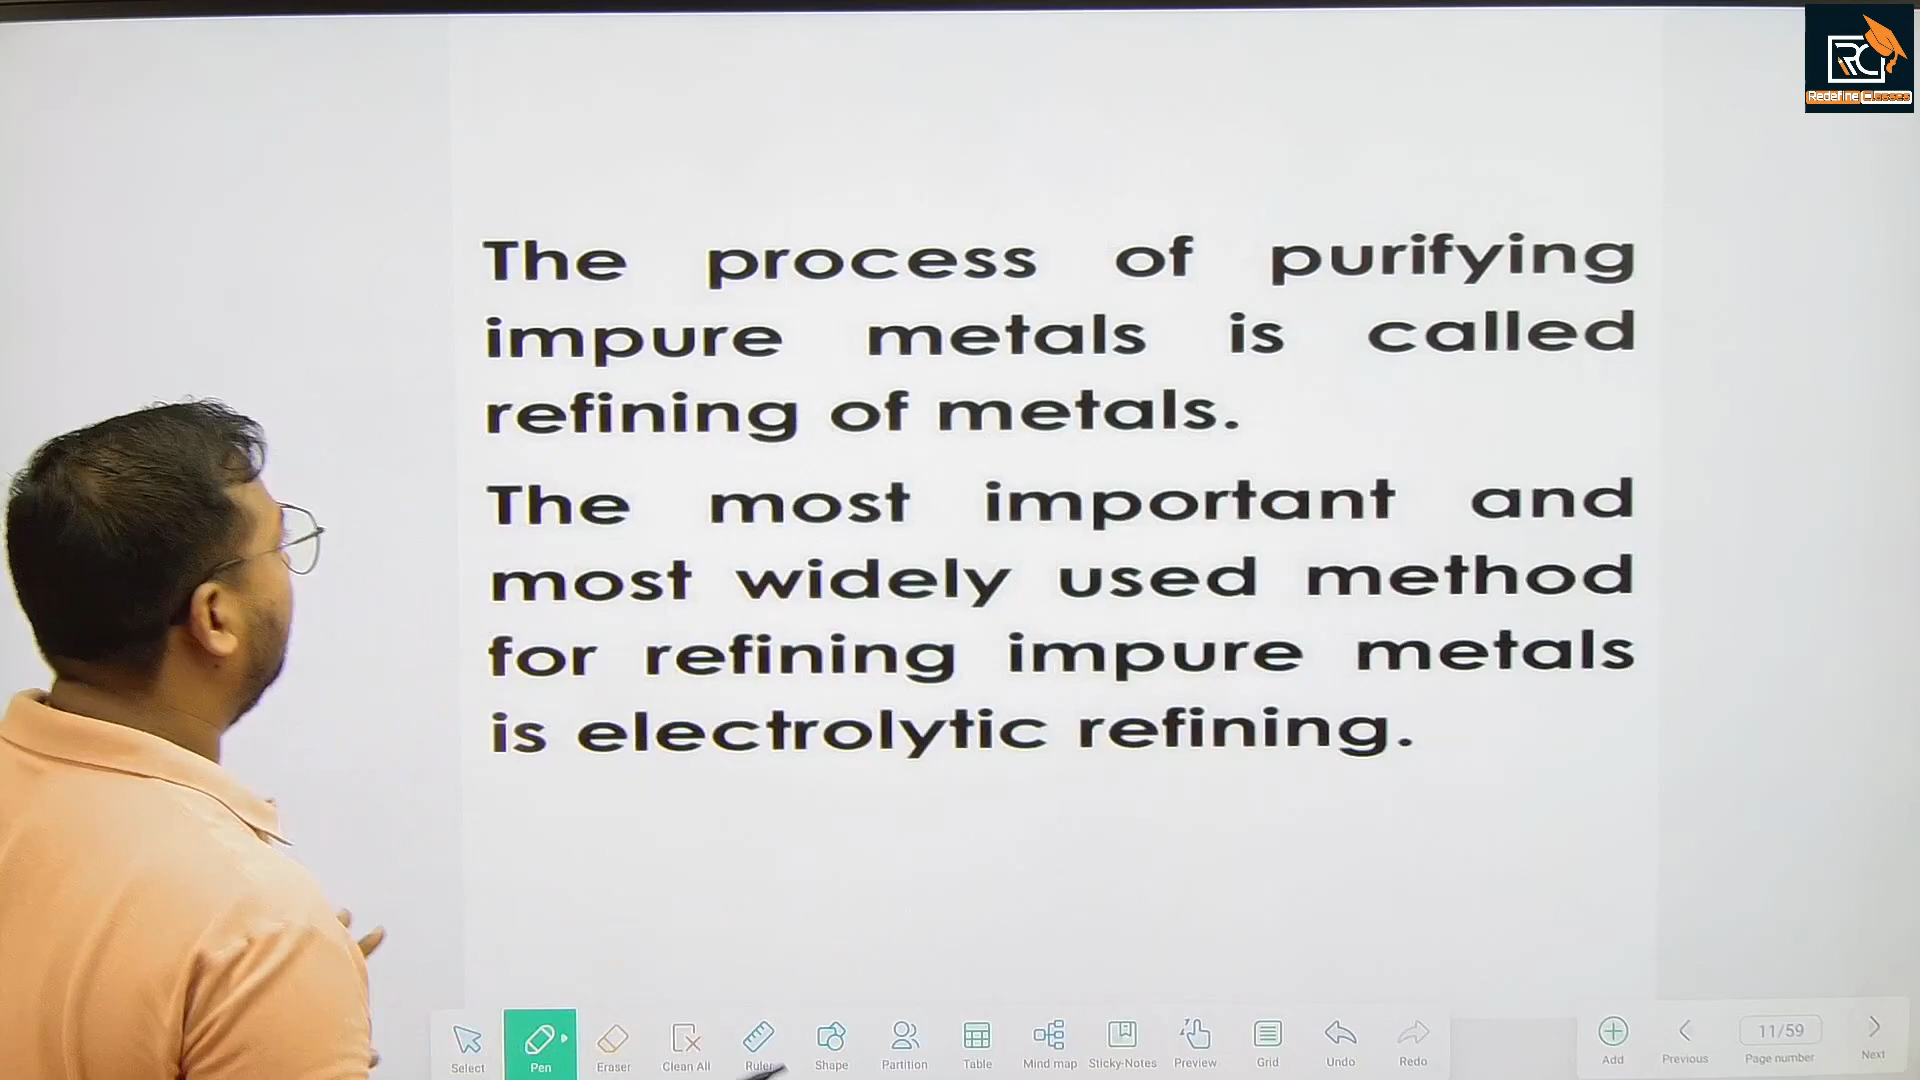 RC
Redefine Classes
The process of purifying
impure metals is called
refining of metals.
The most important and
most widely used method
for refining impure metals
is electrolytic refining.
Select Pen Eraser Clean All Ruler Shape Partition Table Mind map Sticky-Notes Preview Grid Undo Redo Add Previous 11/59 Page number Next